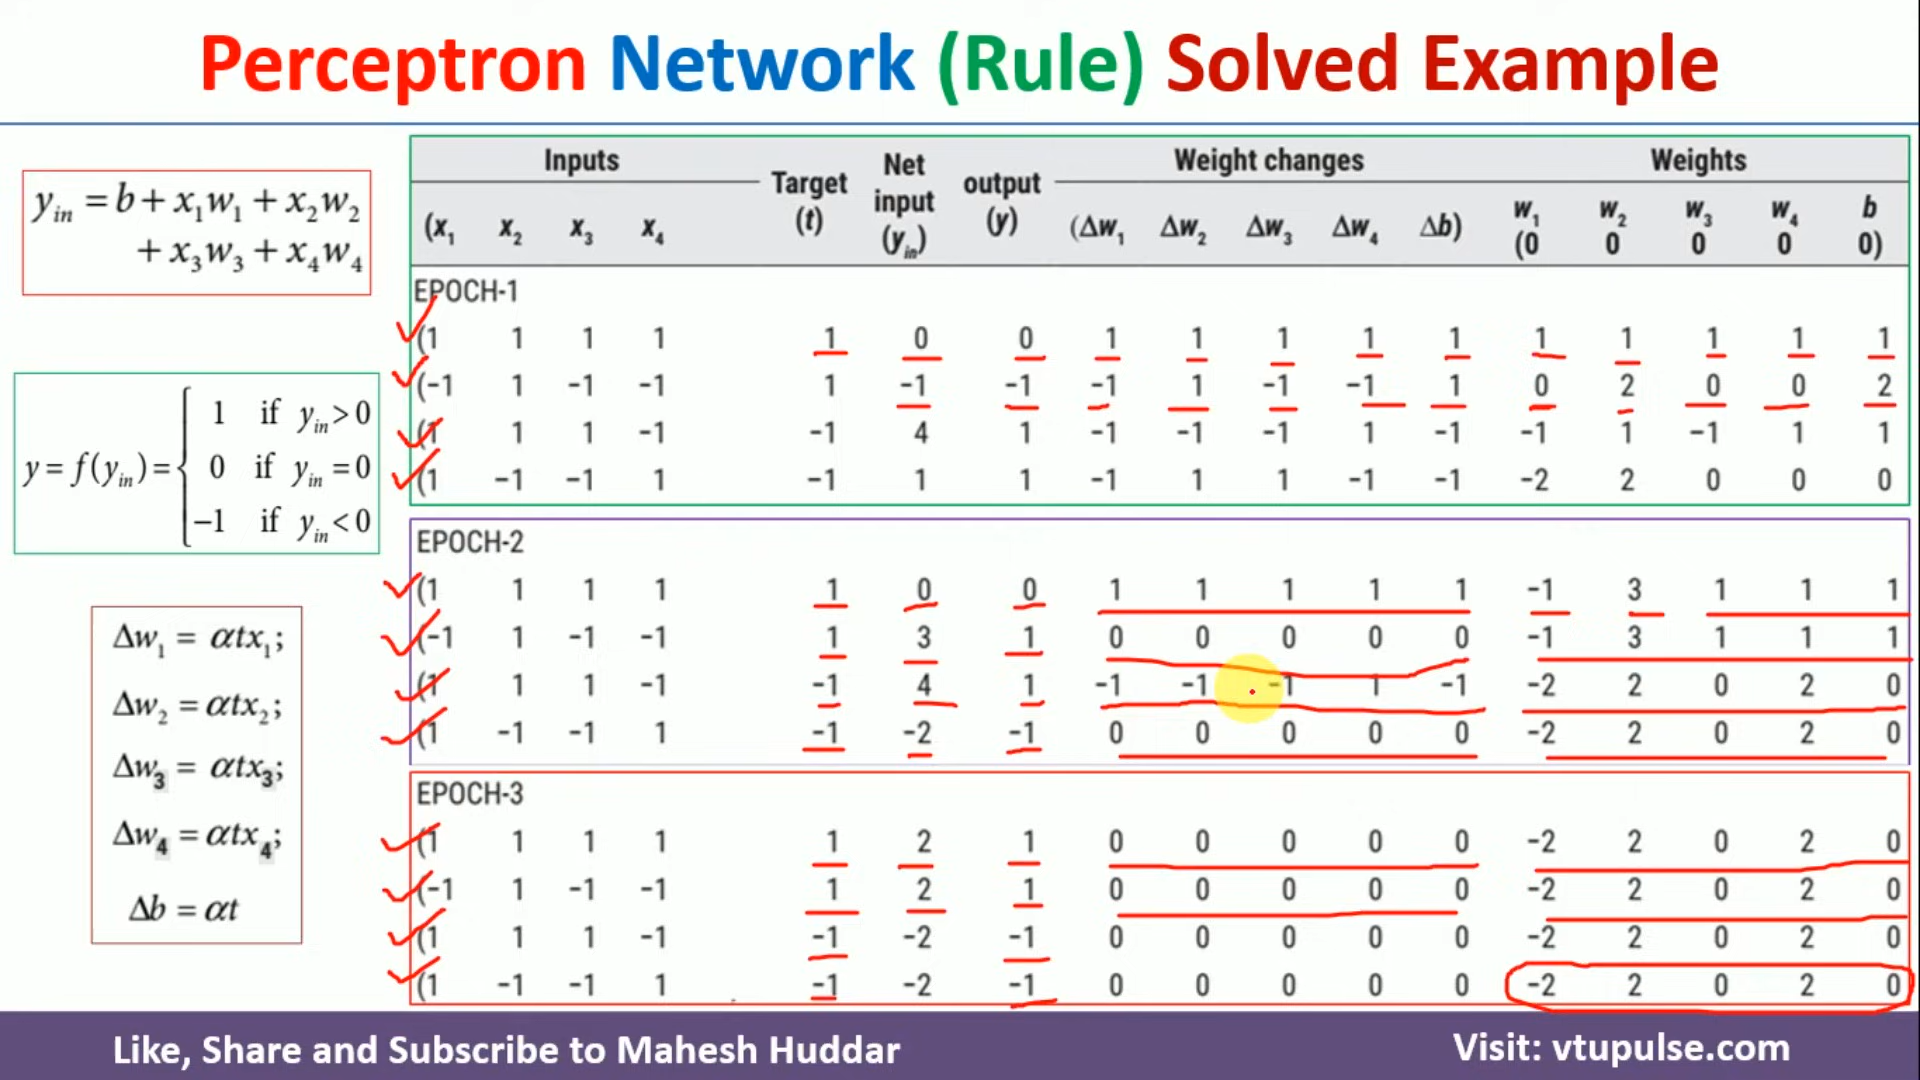 Perceptron Network (Rule) Solved Example
y_in = b + x_1w_1 + x_2w_2
+ x_3w_3 + x_4w_4
y = f(y_in) = { 1 if y_in > 0
0 if y_in = 0
−1 if y_in < 0
Δw_1 = αtx_1;
Δw_2 = αtx_2;
Δw_3 = αtx_3;
Δw_4 = αtx_4;
Δb = αt
Inputs Target (t) Net input (y_in) output (y) Weight changes Weights
(x_1 x_2 x_3 x_4 (Δw_1 Δw_2 Δw_3 Δw_4 Δb) w_1 w_2 w_3 w_4 b
(0 0 0 0 0)
EPOCH-1
(1 1 1 1 1 0 0 1 1 1 1 1 1 1 1 1 1
(−1 1 −1 −1 1 −1 −1 −1 1 −1 −1 1 0 2 0 0 2
(1 1 1 −1 −1 4 1 −1 −1 −1 1 −1 −1 1 −1 1 1
(1 −1 −1 1 −1 1 1 −1 1 1 −1 −1 −2 2 0 0 0
EPOCH-2
(1 1 1 1 1 0 0 1 1 1 1 1 −1 3 1 1 1
(−1 1 −1 −1 1 3 1 0 0 0 0 0 −1 3 1 1 1
(1 1 1 −1 −1 4 1 −1 −1 −1 1 −1 −2 2 0 2 0
(1 −1 −1 1 −1 −2 −1 0 0 0 0 0 −2 2 0 2 0
EPOCH-3
(1 1 1 1 1 2 1 0 0 0 0 0 −2 2 0 2 0
(−1 1 −1 −1 1 2 1 0 0 0 0 0 −2 2 0 2 0
(1 1 1 −1 −1 −2 −1 0 0 0 0 0 −2 2 0 2 0
(1 −1 −1 1 −1 −2 −1 0 0 0 0 0 −2 2 0 2 0
Like, Share and Subscribe to Mahesh Huddar
Visit: vtupulse.com